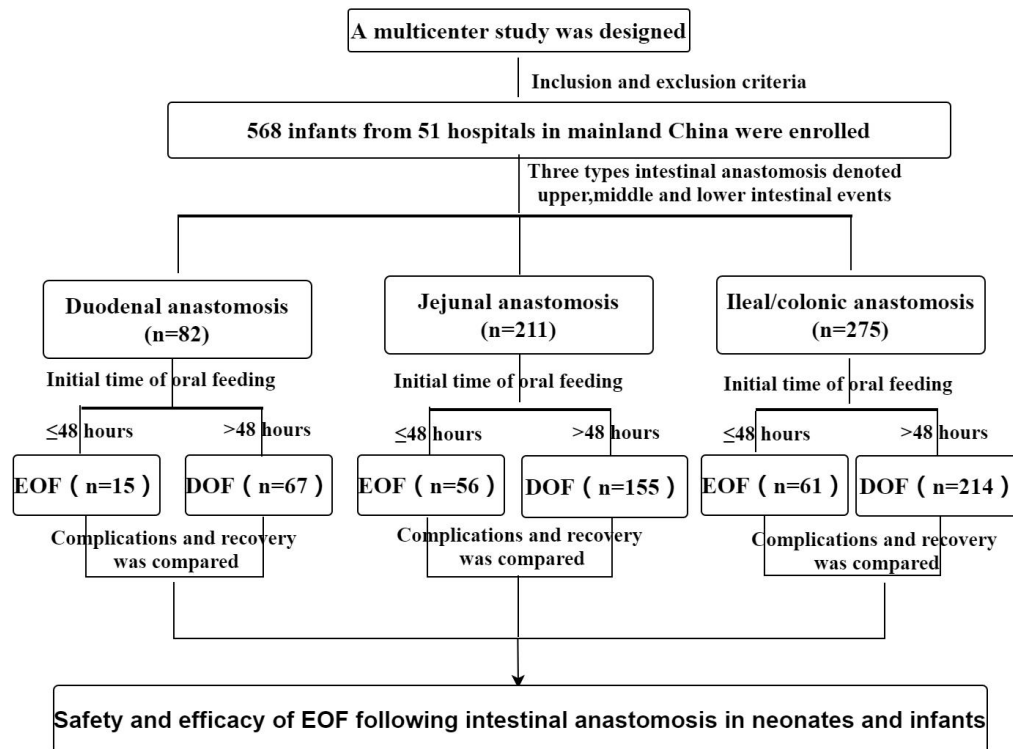 A multicenter study was designed
Inclusion and exclusion criteria
568 infants from 51 hospitals in mainland China were enrolled
Three types intestinal anastomosis denoted
upper,middle and lower intestinal events
Duodenal anastomosis
(n=82)
Jejunal anastomosis
(n=211)
Ileal/colonic anastomosis
(n=275)
Initial time of oral feeding
Initial time of oral feeding
Initial time of oral feeding
≤48 hours
>48 hours
≤48 hours
>48 hours
≤48 hours
>48 hours
EOF（n=15）
DOF（n=67）
EOF（n=56）
DOF（n=155）
EOF（n=61）
DOF（n=214）
Complications and recovery
was compared
Complications and recovery
was compared
Complications and recovery
was compared
Safety and efficacy of EOF following intestinal anastomosis in neonates and infants